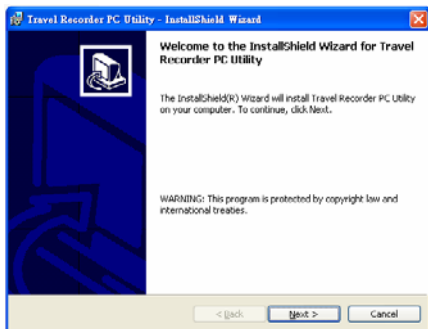 Travel Recorder PC Utility - InstallShield Wizard
Welcome to the InstallShield Wizard for Travel
Recorder PC Utility
The InstallShield(R) Wizard will install Travel Recorder PC Utility
on your computer. To continue, click Next.
WARNING: This program is protected by copyright law and
international treaties.
< Back Next > Cancel